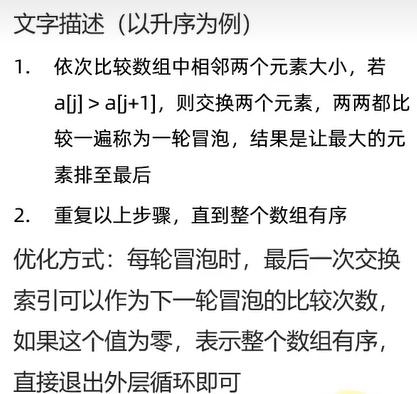 文字描述（以升序为例）
1. 依次比较数组中相邻两个元素大小，若
a[j] > a[j+1]，则交换两个元素，两两都比
较一遍称为一轮冒泡，结果是让最大的元
素排至最后
2. 重复以上步骤，直到整个数组有序
优化方式：每轮冒泡时，最后一次交换
索引可以作为下一轮冒泡的比较次数，
如果这个值为零，表示整个数组有序，
直接退出外层循环即可